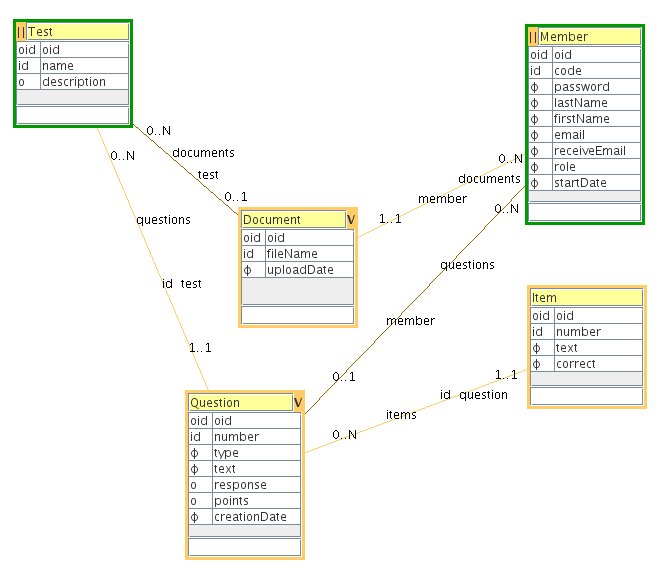 Test
oid oid
id name
o description
Member
oid oid
id code
ϕ password
ϕ lastName
ϕ firstName
ϕ email
ϕ receiveEmail
ϕ role
ϕ startDate
0..N
documents
test
0..1
0..N
questions
id test
1..1
0..N
documents
member
1..1
0..N
questions
member
0..1
Document V
oid oid
id fileName
ϕ uploadDate
Item
oid oid
id number
ϕ text
ϕ correct
1..1
id question
items
0..N
Question V
oid oid
id number
ϕ type
ϕ text
o response
o points
ϕ creationDate